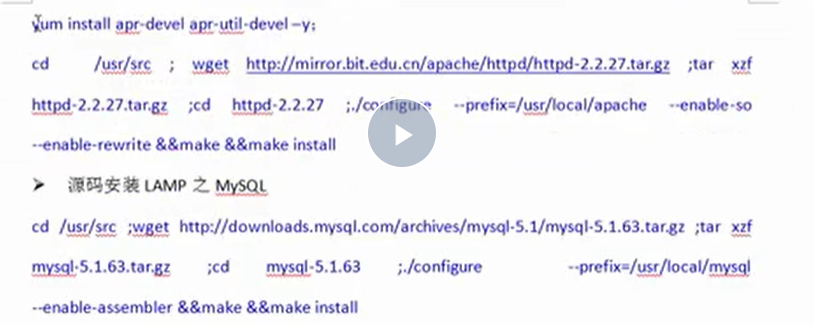 yum install apr-devel apr-util-devel –y;
cd /usr/src ; wget http://mirror.bit.edu.cn/apache/httpd/httpd-2.2.27.tar.gz ;tar xzf
httpd-2.2.27.tar.gz ;cd httpd-2.2.27 ;./configure --prefix=/usr/local/apache --enable-so
--enable-rewrite &&make &&make install
➤ 源码安装 LAMP 之 MySQL
cd /usr/src ;wget http://downloads.mysql.com/archives/mysql-5.1/mysql-5.1.63.tar.gz ;tar xzf
mysql-5.1.63.tar.gz ;cd mysql-5.1.63 ;./configure --prefix=/usr/local/mysql
--enable-assembler &&make &&make install